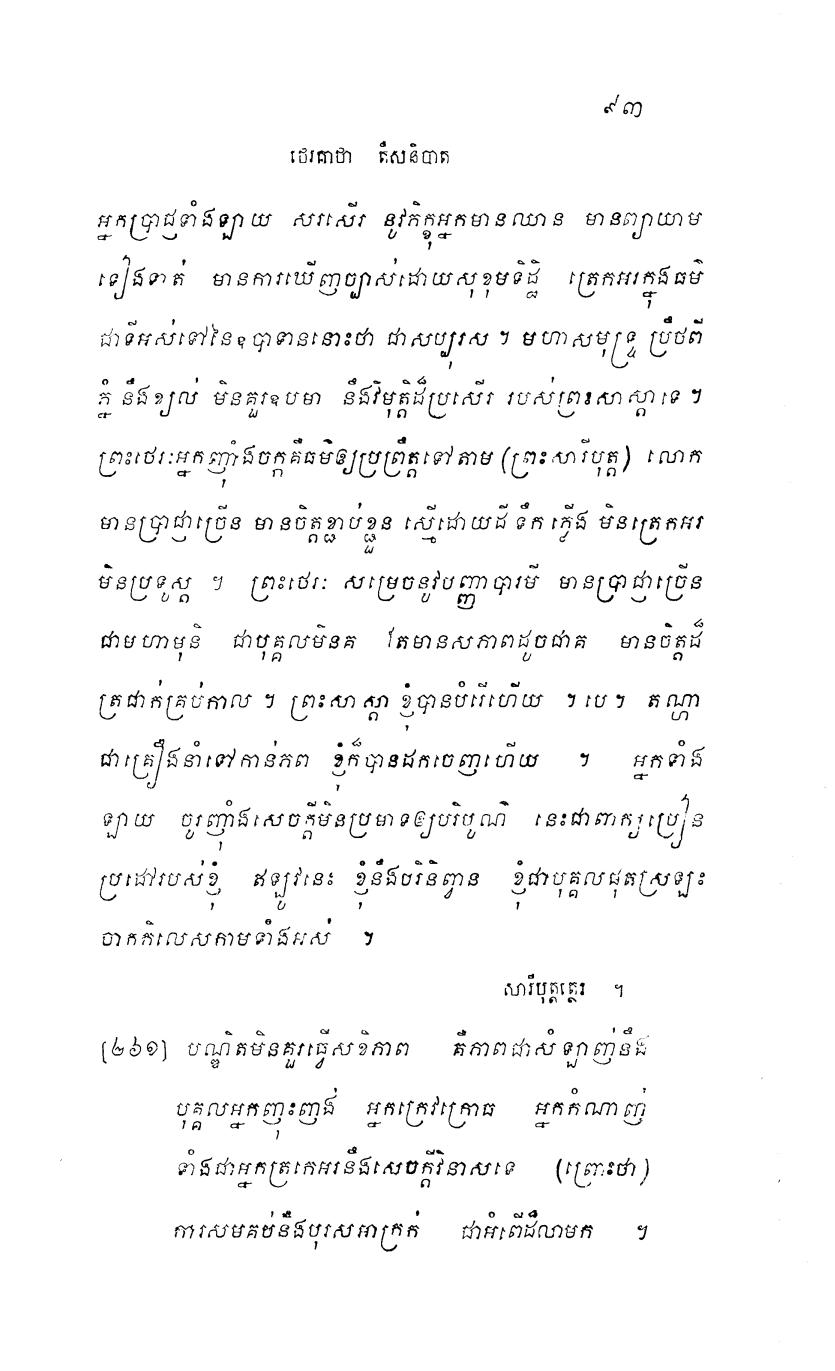 ៩៣
ថេរគាថា តឹសនិបាត
អ្នកប្រាជ្ញទាំងឡាយ សរសើរ នូវភិក្ខុអ្នកមានឈាន មានព្យាយាម
ទៀងទាត់ មានការឃើញច្បាស់ដោយសុខុមទិដ្ឋិ ត្រេកអរក្នុងធម៌
ជាទីអស់ទៅនៃឧបាទាននោះថា ជាសប្បុរស ។ មហាសមុទ្រ ប្រឹថពី
ភ្នំ នឹងខ្យល់ មិនគួរឧបមា នឹងវិមុត្តិដ៏ប្រសើរ របស់ព្រះសាស្តាទេ ។
ព្រះថេរៈអ្នកញ៉ាំងចក្កគឺធម៌ឲ្យប្រព្រឹត្តទៅតាម (ព្រះសារីបុត្ត) លោក
មានប្រាជ្ញាច្រើន មានចិត្តខ្ជាប់ខ្ជួន ស្មើដោយដី ទឹក ភ្លើង មិនត្រេកអរ
មិនប្រទូស្ត ។ ព្រះថេរៈ សម្រេចនូវបញ្ញាបារមី មានប្រាជ្ញាច្រើន
ជាមហាមុនិ ជាបុគ្គលមិនគ តែមានសភាពដូចជាគ មានចិត្តដ៏
ត្រជាក់គ្រប់កាល ។ ព្រះសាស្តា ខ្ញុំបានបំរើហើយ ។ បេ ។ តណ្ហា
ជាគ្រឿងនាំទៅកាន់ភព ខ្ញុំក៏បានដកចេញហើយ ។ អ្នកទាំង
ឡាយ ចូរញ៉ាំងសេចក្តីមិនប្រមាទឲ្យបរិបូណ៌ នេះជាពាក្យប្រៀន
ប្រដៅរបស់ខ្ញុំ ឥឡូវនេះ ខ្ញុំនឹងបរិនិព្វាន ខ្ញុំជាបុគ្គលផុតស្រឡះ
ចាកកិលេសកាមទាំងអស់ ។
សារីបុត្តត្ថេរ ។
[២៦១] បណ្ឌិតមិនគួរធ្វើសខិភាព គឺភាពជាសំឡាញ់នឹង
បុគ្គលអ្នកញុះញង់ អ្នកក្រេវក្រោធ អ្នកកំណាញ់
ទាំងជាអ្នកត្រេកអរនឹងសេចក្តីវិនាសទេ (ព្រោះថា)
ការសមគប់នឹងបុរសអាក្រក់ ជាអំពើដ៏លាមក ។